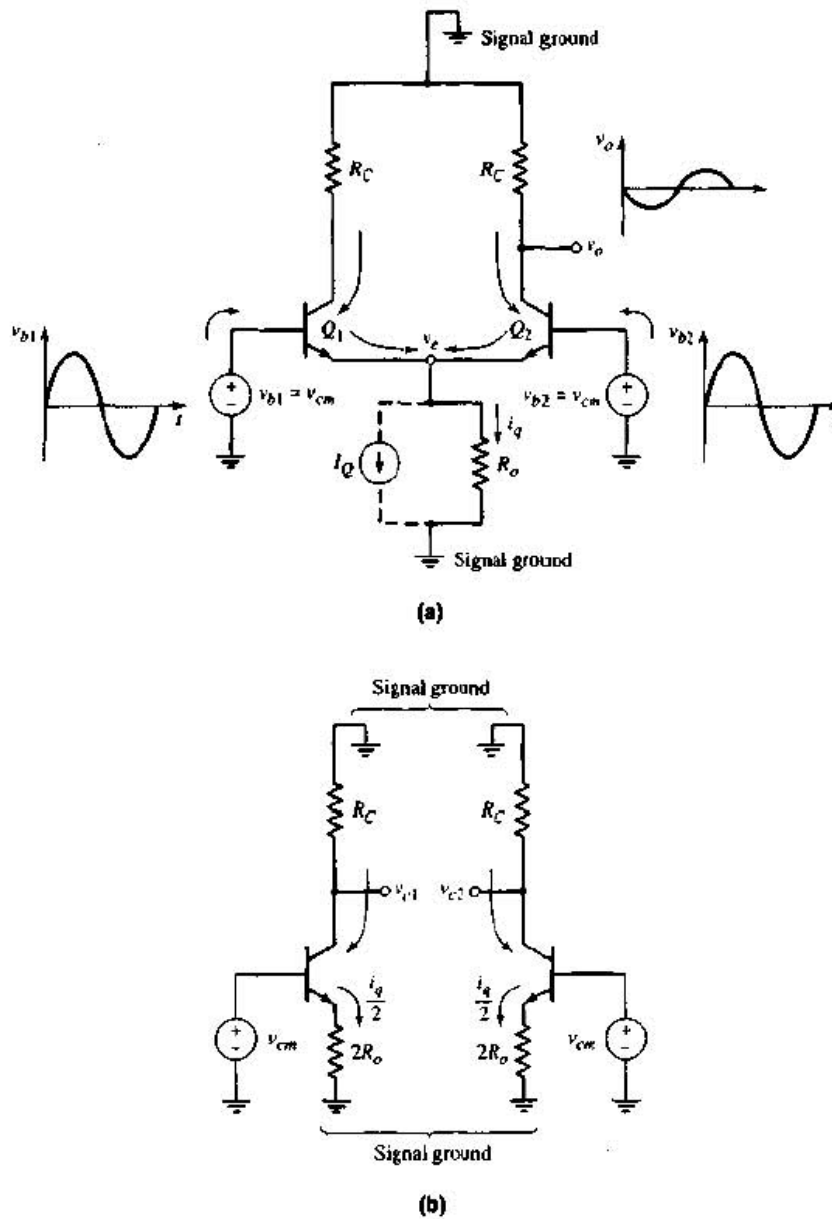 Signal ground
R_C R_C
v_o
v_o
v_b1
t
Q_1 v_e Q_2
v_b2
v_b1 = v_cm
v_b2 = v_cm
+
−
+
−
I_Q
i_q
R_o
Signal ground
(a)
Signal ground
R_C R_C
v_c1 v_c2
i_q/2 i_q/2
+
−
v_cm
2R_o 2R_o
v_cm
+
−
Signal ground
(b)